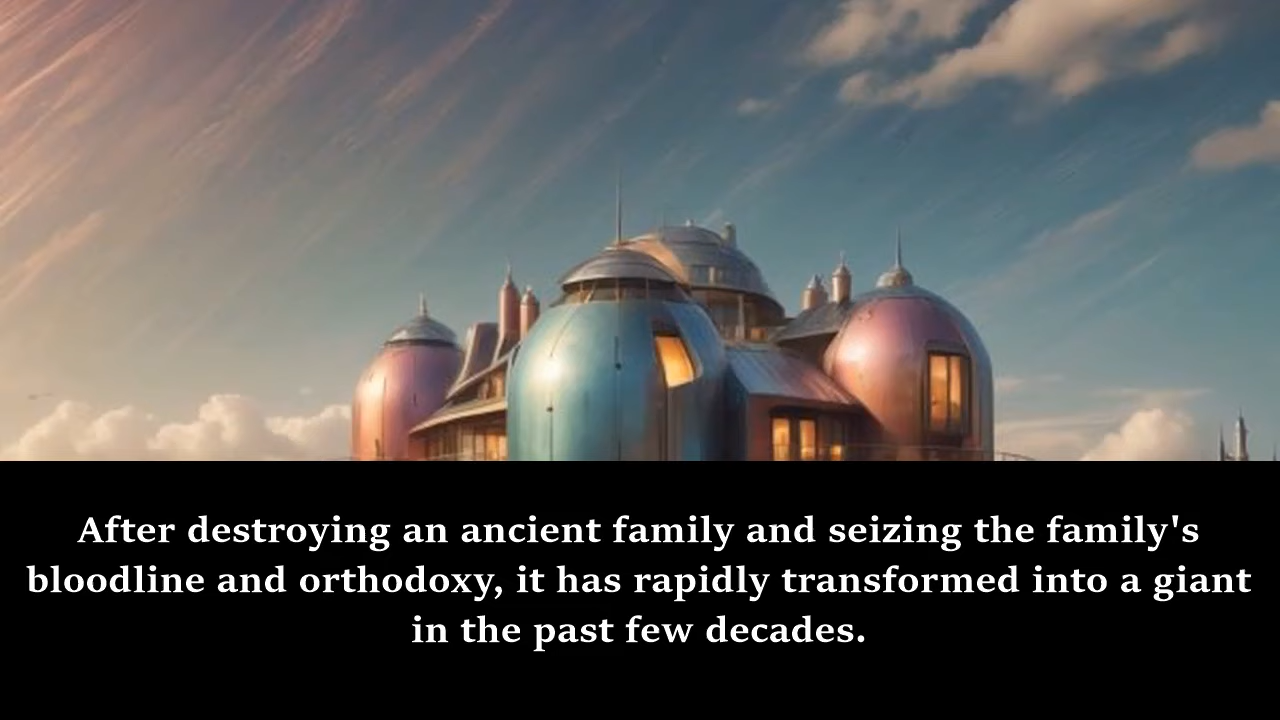 After destroying an ancient family and seizing the family's
bloodline and orthodoxy, it has rapidly transformed into a giant
in the past few decades.